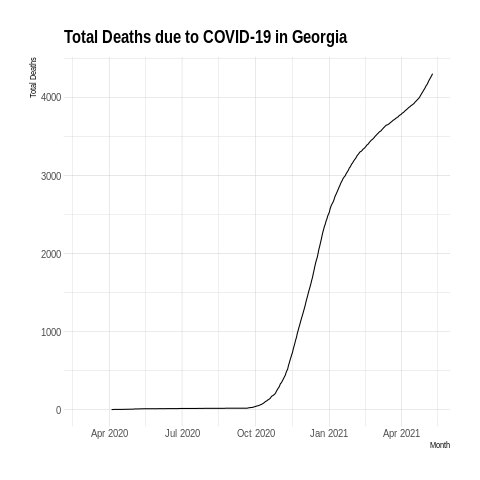 Total Deaths due to COVID-19 in Georgia
Total Deaths
4000
3000
2000
1000
0
Apr 2020 Jul 2020 Oct 2020 Jan 2021 Apr 2021
Month